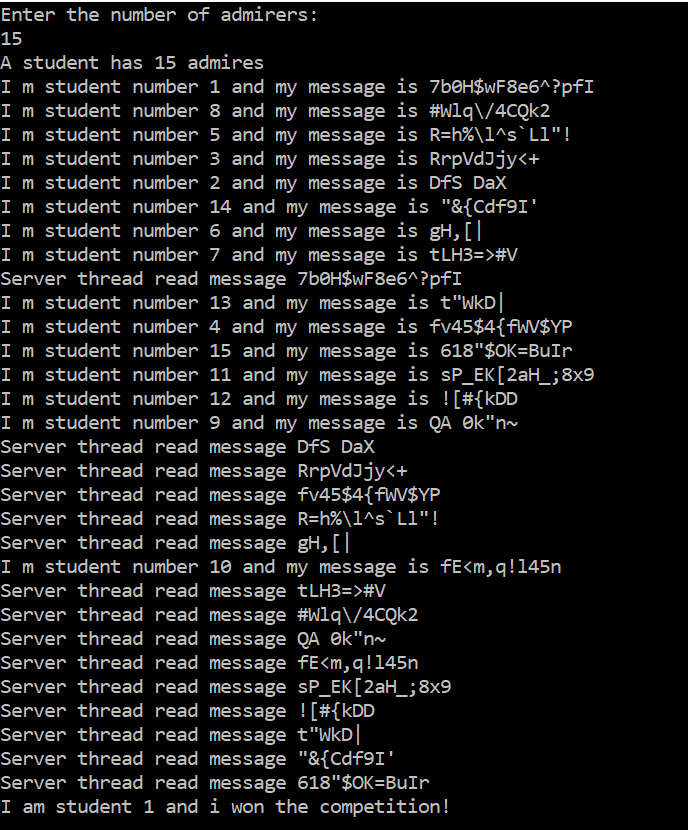 Enter the number of admirers:
15
A student has 15 admires
I m student number 1 and my message is 7b0H$wF8e6^?pfI
I m student number 8 and my message is #Wlq\/4CQk2
I m student number 5 and my message is R=h%\l^s`Ll"!
I m student number 3 and my message is RrpVdJjy<+
I m student number 2 and my message is DfS DaX
I m student number 14 and my message is "&{Cdf9I'
I m student number 6 and my message is gH,[|
I m student number 7 and my message is tLH3=>#V
Server thread read message 7b0H$wF8e6^?pfI
I m student number 13 and my message is t"WkD|
I m student number 4 and my message is fv45$4{fWV$YP
I m student number 15 and my message is 618"$OK=BuIr
I m student number 11 and my message is sP_EK[2aH_;8x9
I m student number 12 and my message is ![#{kDD
I m student number 9 and my message is QA 0k"n~
Server thread read message DfS DaX
Server thread read message RrpVdJjy<+
Server thread read message fv45$4{fWV$YP
Server thread read message R=h%\l^s`Ll"!
Server thread read message gH,[|
I m student number 10 and my message is fE<m,q!l45n
Server thread read message tLH3=>#V
Server thread read message #Wlq\/4CQk2
Server thread read message QA 0k"n~
Server thread read message fE<m,q!l45n
Server thread read message sP_EK[2aH_;8x9
Server thread read message ![#{kDD
Server thread read message t"WkD|
Server thread read message "&{Cdf9I'
Server thread read message 618"$OK=BuIr
I am student 1 and i won the competition!